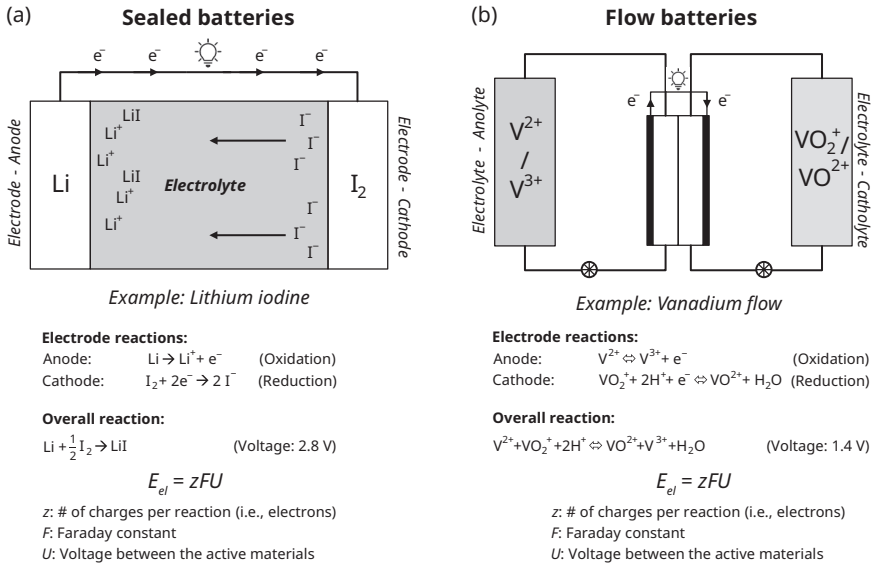 (a)
Sealed batteries
e⁻ e⁻ e⁻ e⁻
Electrode - Anode
Li
LiI
Li⁺
Li⁺
LiI
Li⁺
Li⁺
Electrolyte
I⁻
I⁻
I⁻
I⁻
I⁻
I⁻
I₂
Electrode - Cathode
Example: Lithium iodine
Electrode reactions:
Anode: Li → Li⁺ + e⁻ (Oxidation)
Cathode: I₂ + 2e⁻ → 2 I⁻ (Reduction)
Overall reaction:
Li + 1/2 I₂ → LiI (Voltage: 2.8 V)
E_el = zFU
z: # of charges per reaction (i.e., electrons)
F: Faraday constant
U: Voltage between the active materials
(b)
Flow batteries
Electrolyte - Anolyte
V²⁺
/
V³⁺
e⁻ e⁻
VO₂⁺ /
VO²⁺
Electrolyte - Catholyte
Example: Vanadium flow
Electrode reactions:
Anode: V²⁺ ⇔ V³⁺ + e⁻ (Oxidation)
Cathode: VO₂⁺ + 2H⁺ + e⁻ ⇔ VO²⁺ + H₂O (Reduction)
Overall reaction:
V²⁺+VO₂⁺+2H⁺ ⇔ VO²⁺+V³⁺+H₂O (Voltage: 1.4 V)
E_el = zFU
z: # of charges per reaction (i.e., electrons)
F: Faraday constant
U: Voltage between the active materials